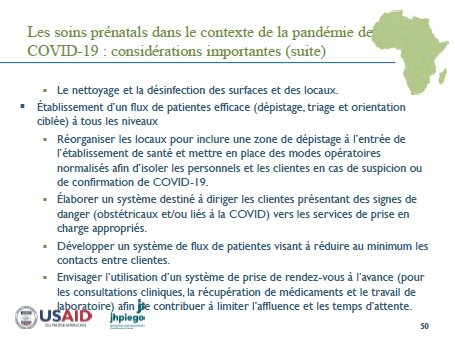 Les soins prénatals dans le contexte de la pandémie de
COVID-19 : considérations importantes (suite)
▪ Le nettoyage et la désinfection des surfaces et des locaux.
▪ Établissement d'un flux de patientes efficace (dépistage, triage et orientation
ciblée) à tous les niveaux
▪ Réorganiser les locaux pour inclure une zone de dépistage à l'entrée de
l'établissement de santé et mettre en place des modes opératoires
normalisés afin d'isoler les personnels et les clientes en cas de suspicion ou
de confirmation de COVID-19.
▪ Élaborer un système destiné à diriger les clientes présentant des signes de
danger (obstétricaux et/ou liés à la COVID) vers les services de prise en
charge appropriés.
▪ Développer un système de flux de patientes visant à réduire au minimum les
contacts entre clientes.
▪ Envisager l'utilisation d'un système de prise de rendez-vous à l'avance (pour
les consultations cliniques, la récupération de médicaments et le travail de
laboratoire) afin de contribuer à limiter l'affluence et les temps d'attente.
USAID
jhpiego
50